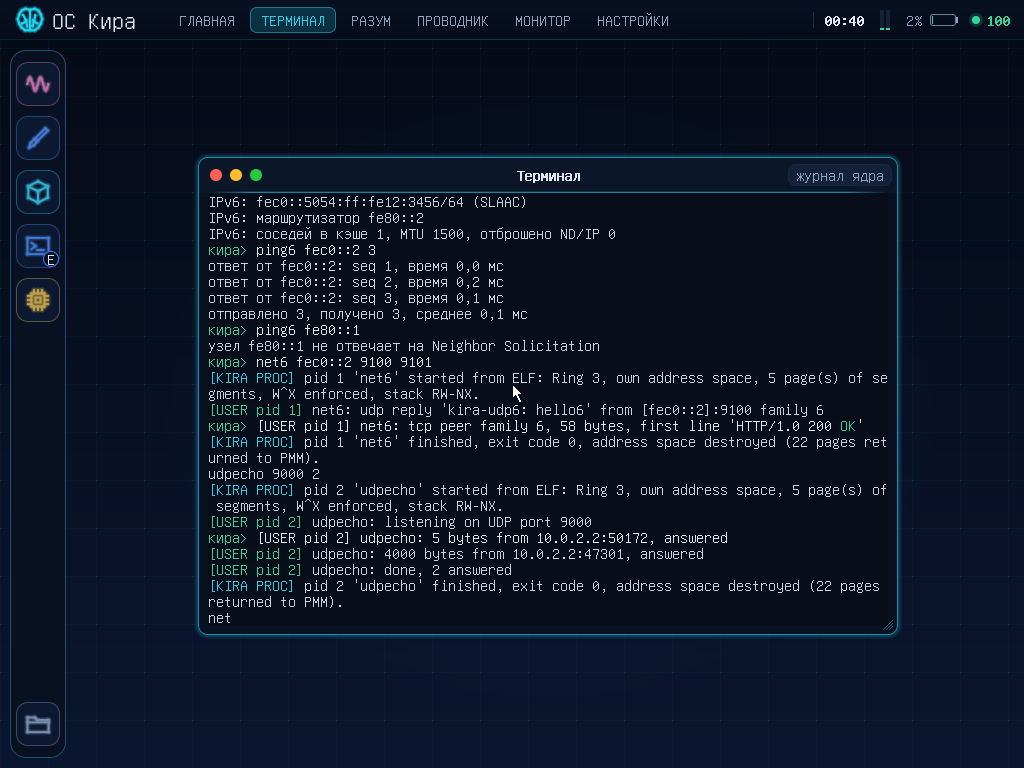 ОС Кира
ГЛАВНАЯ
ТЕРМИНАЛ
РАЗУМ
ПРОВОДНИК
МОНИТОР
НАСТРОЙКИ
00:40
2%
100
E
Терминал
журнал ядра
IPv6: fec0::5054:ff:fe12:3456/64 (SLAAC)
IPv6: маршрутизатор fe80::2
IPv6: соседей в кэше 1, MTU 1500, отброшено ND/IP 0
кира> ping6 fec0::2 3
ответ от fec0::2: seq 1, время 0,0 мс
ответ от fec0::2: seq 2, время 0,2 мс
ответ от fec0::2: seq 3, время 0,1 мс
отправлено 3, получено 3, среднее 0,1 мс
кира> ping6 fe80::1
узел fe80::1 не отвечает на Neighbor Solicitation
кира> net6 fec0::2 9100 9101
[KIRA PROC] pid 1 'net6' started from ELF: Ring 3, own address space, 5 page(s) of se
gments, W^X enforced, stack RW-NX.
[USER pid 1] net6: udp reply 'kira-udp6: hello6' from [fec0::2]:9100 family 6
кира> [USER pid 1] net6: tcp peer family 6, 58 bytes, first line 'HTTP/1.0 200 OK'
[KIRA PROC] pid 1 'net6' finished, exit code 0, address space destroyed (22 pages ret
urned to PMM).
udpecho 9000 2
[KIRA PROC] pid 2 'udpecho' started from ELF: Ring 3, own address space, 5 page(s) of
segments, W^X enforced, stack RW-NX.
[USER pid 2] udpecho: listening on UDP port 9000
кира> [USER pid 2] udpecho: 5 bytes from 10.0.2.2:50172, answered
[USER pid 2] udpecho: 4000 bytes from 10.0.2.2:47301, answered
[USER pid 2] udpecho: done, 2 answered
[KIRA PROC] pid 2 'udpecho' finished, exit code 0, address space destroyed (22 pages
returned to PMM).
net